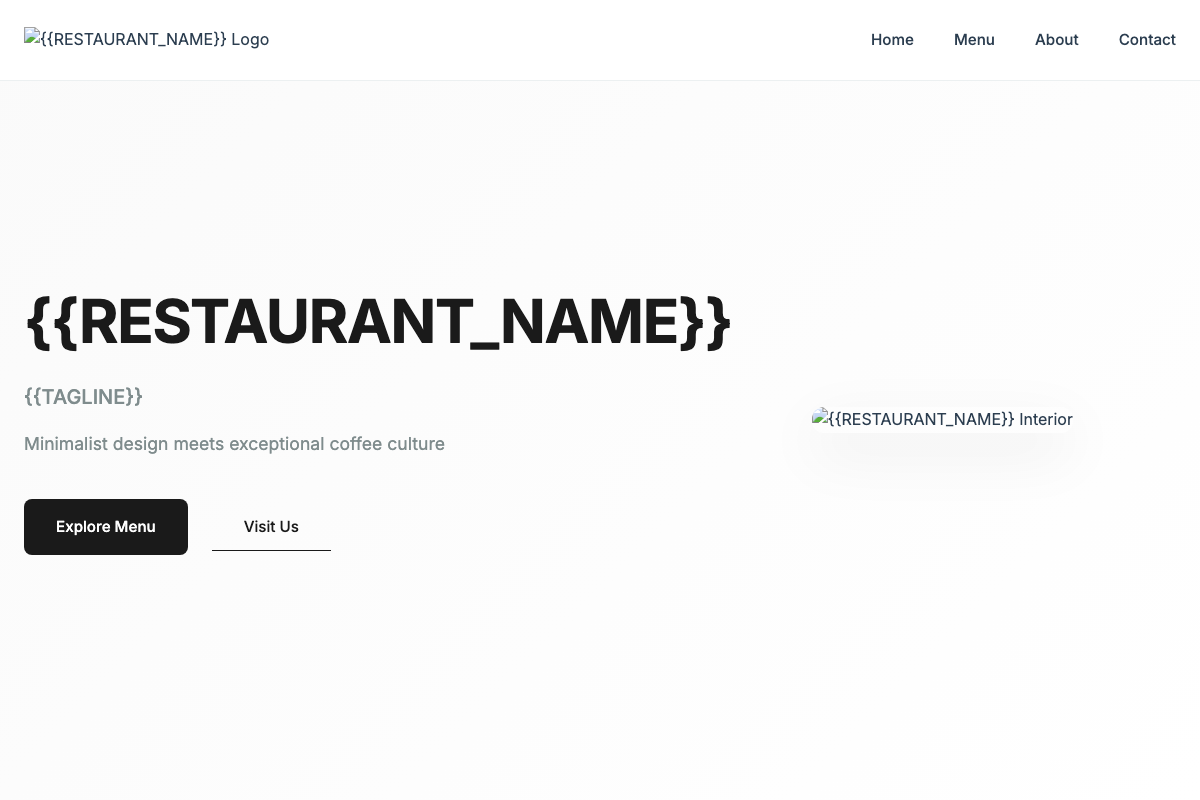 {{RESTAURANT_NAME}} Logo
Home
Menu
About
Contact
{{RESTAURANT_NAME}}
{{TAGLINE}}
Minimalist design meets exceptional coffee culture
Explore Menu
Visit Us
{{RESTAURANT_NAME}} Interior